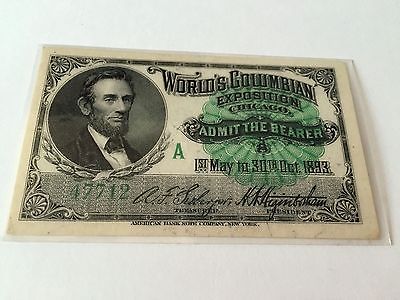 WORLD'S COLUMBIAN
EXPOSITION
CHICAGO.
ADMIT THE BEARER
A
1ST May to 30TH Oct. 1893.
47712
TREASURER
PRESIDENT
AMERICAN BANK NOTE COMPANY, NEW YORK.